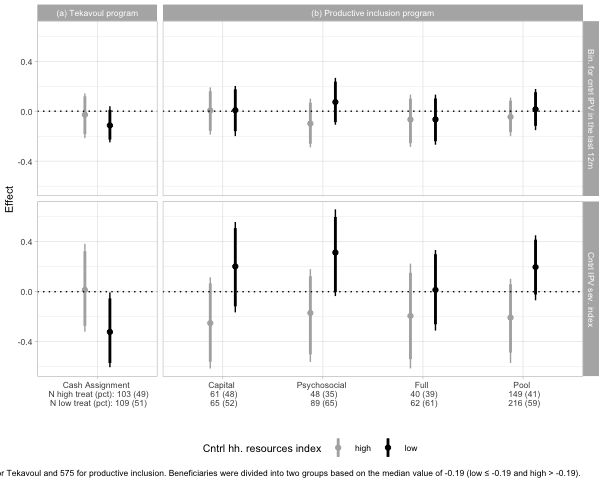 (a) Tekavoul program
(b) Productive inclusion program
0.4
0.0
-0.4
Bin. for cntrl IPV in the last 12m
0.4
0.0
-0.4
Cntrl IPV sev. index
Effect
Cash Assignment
N high treat (pct): 103 (49)
N low treat (pct): 109 (51)
Capital
61 (48)
65 (52)
Psychosocial
48 (35)
89 (65)
Full
40 (39)
62 (61)
Pool
149 (41)
216 (59)
Cntrl hh. resources index high low
or Tekavoul and 575 for productive inclusion. Beneficiaries were divided into two groups based on the median value of -0.19 (low ≤ -0.19 and high > -0.19).